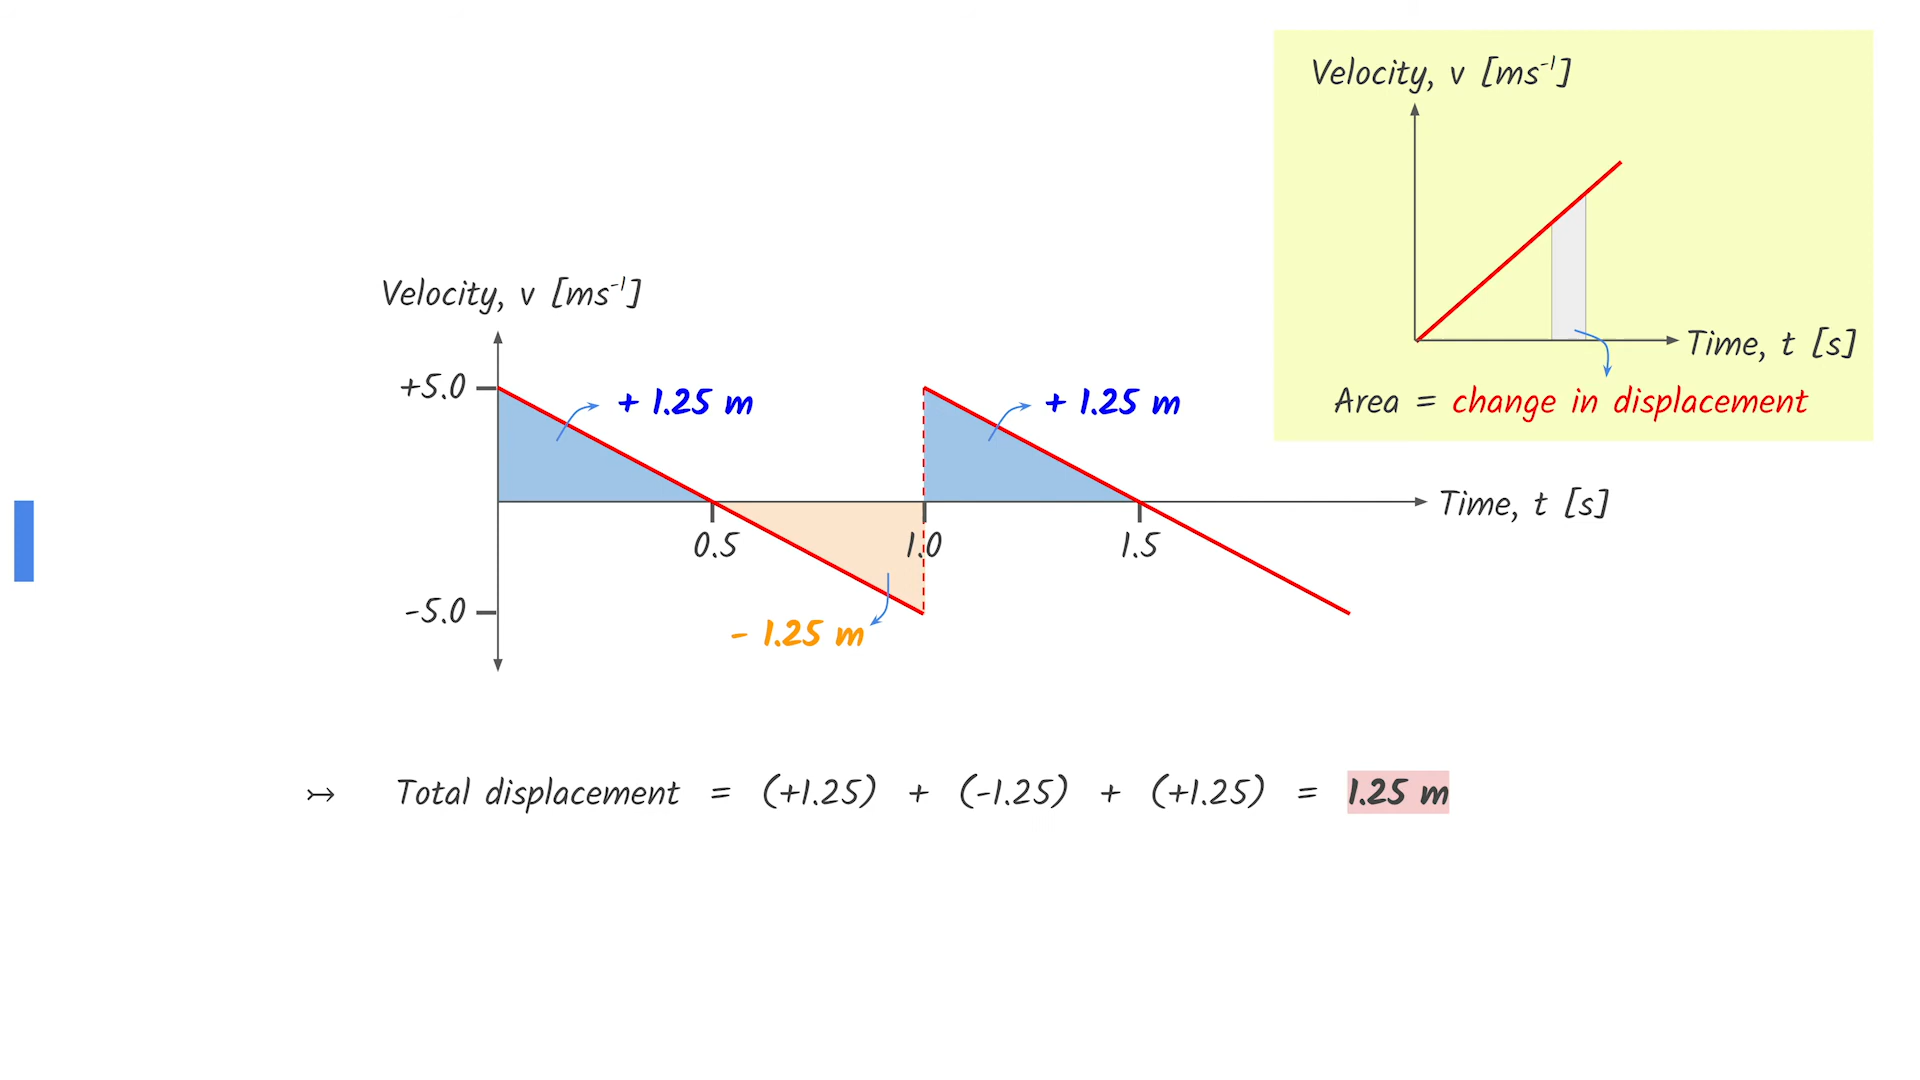 Velocity, v [ms⁻¹]
Time, t [s]
Area = change in displacement
Velocity, v [ms⁻¹]
+5.0
+ 1.25 m
+ 1.25 m
Time, t [s]
0.5
1.0
1.5
-5.0
- 1.25 m
↣ Total displacement = (+1.25) + (-1.25) + (+1.25) = 1.25 m